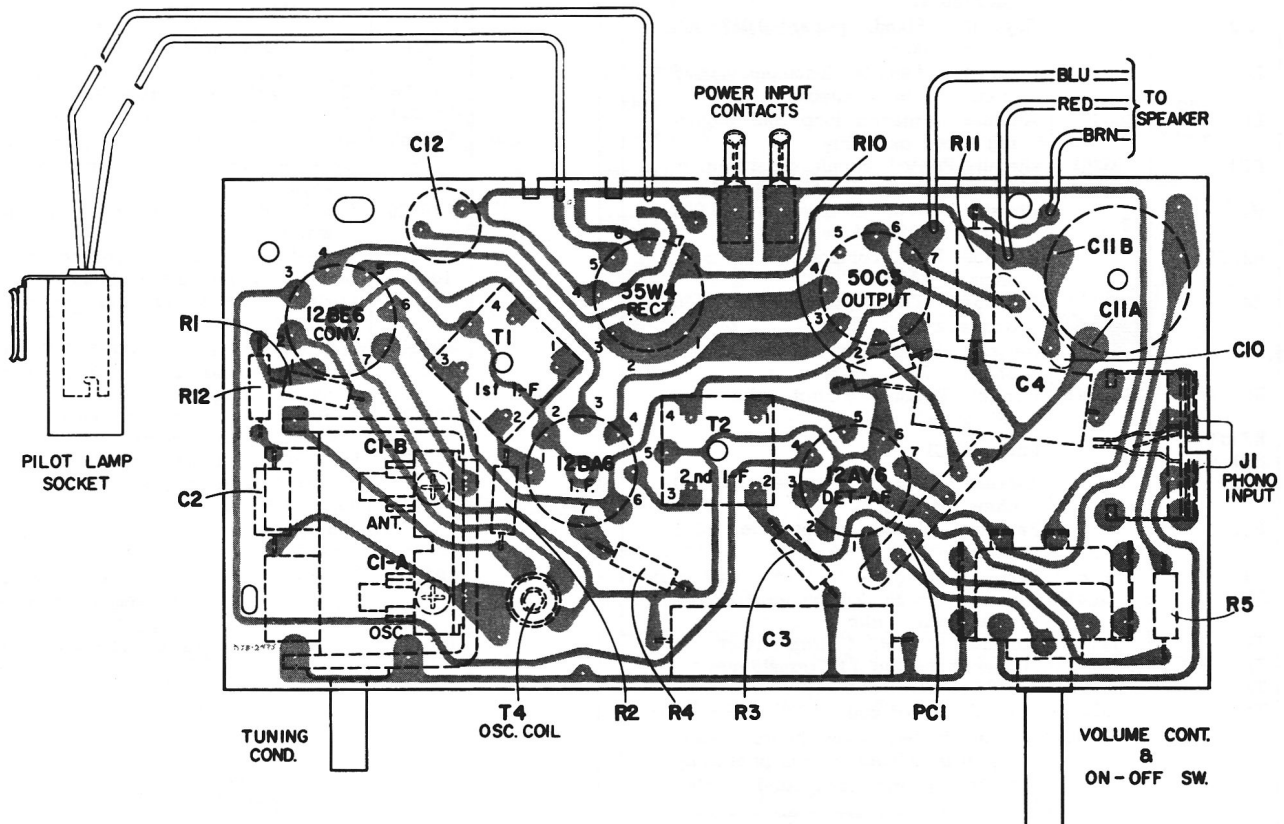 BLU
RED
BRN
TO
SPEAKER
POWER INPUT
CONTACTS
C12
R10
R11
C11B
C11A
C10
12BE6
CONV.
35W4
RECT.
50C5
OUTPUT
R1
R12
T1
1st I-F
C4
PILOT LAMP
SOCKET
C2
C1-B
ANT.
C1-A
OSC.
12BA6
I-F
T2
2nd I-F
12AV6
DET-AF
J1
PHONO
INPUT
C3
R5
TUNING
COND.
T4
OSC. COIL
R2
R4
R3
PC1
VOLUME CONT.
&
ON-OFF SW.